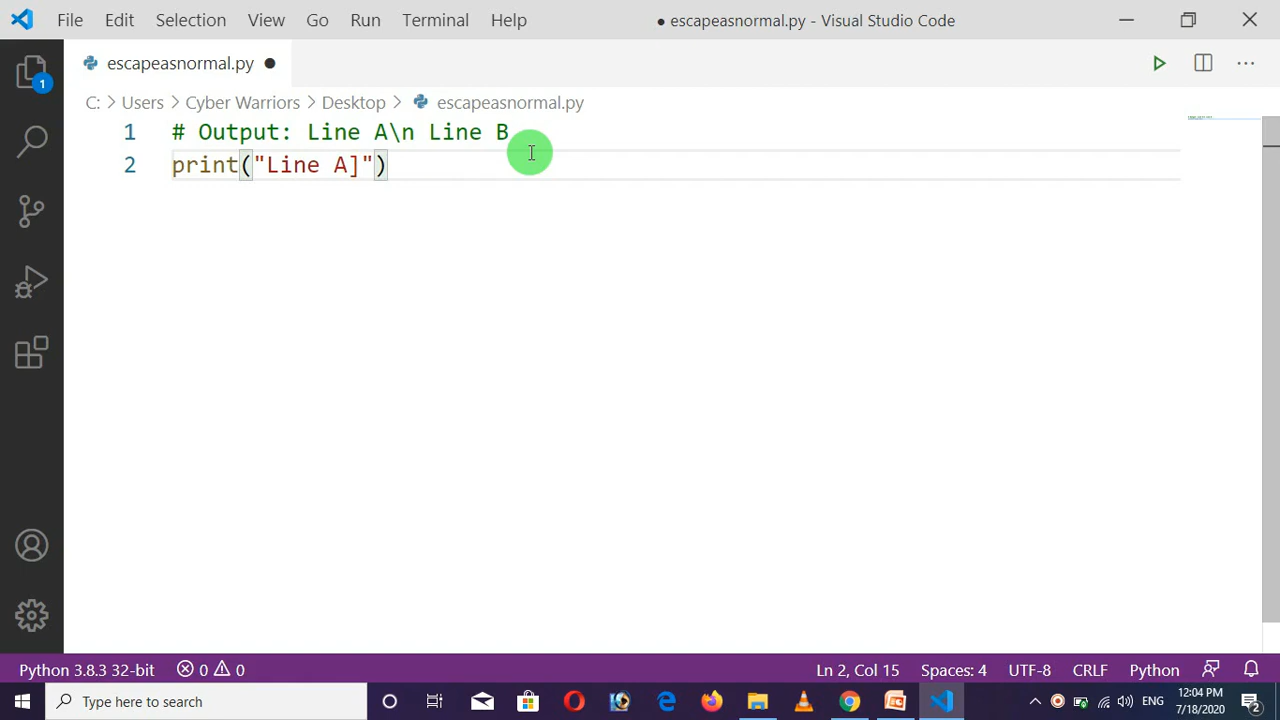 File Edit Selection View Go Run Terminal Help ● escapeasnormal.py - Visual Studio Code
escapeasnormal.py ●
1
C: > Users > Cyber Warriors > Desktop > escapeasnormal.py
1 # Output: Line A\n Line B
2 print("Line A]")
Python 3.8.3 32-bit 0 0 Ln 2, Col 15 Spaces: 4 UTF-8 CRLF Python
Type here to search ENG 12:04 PM
7/18/2020 2